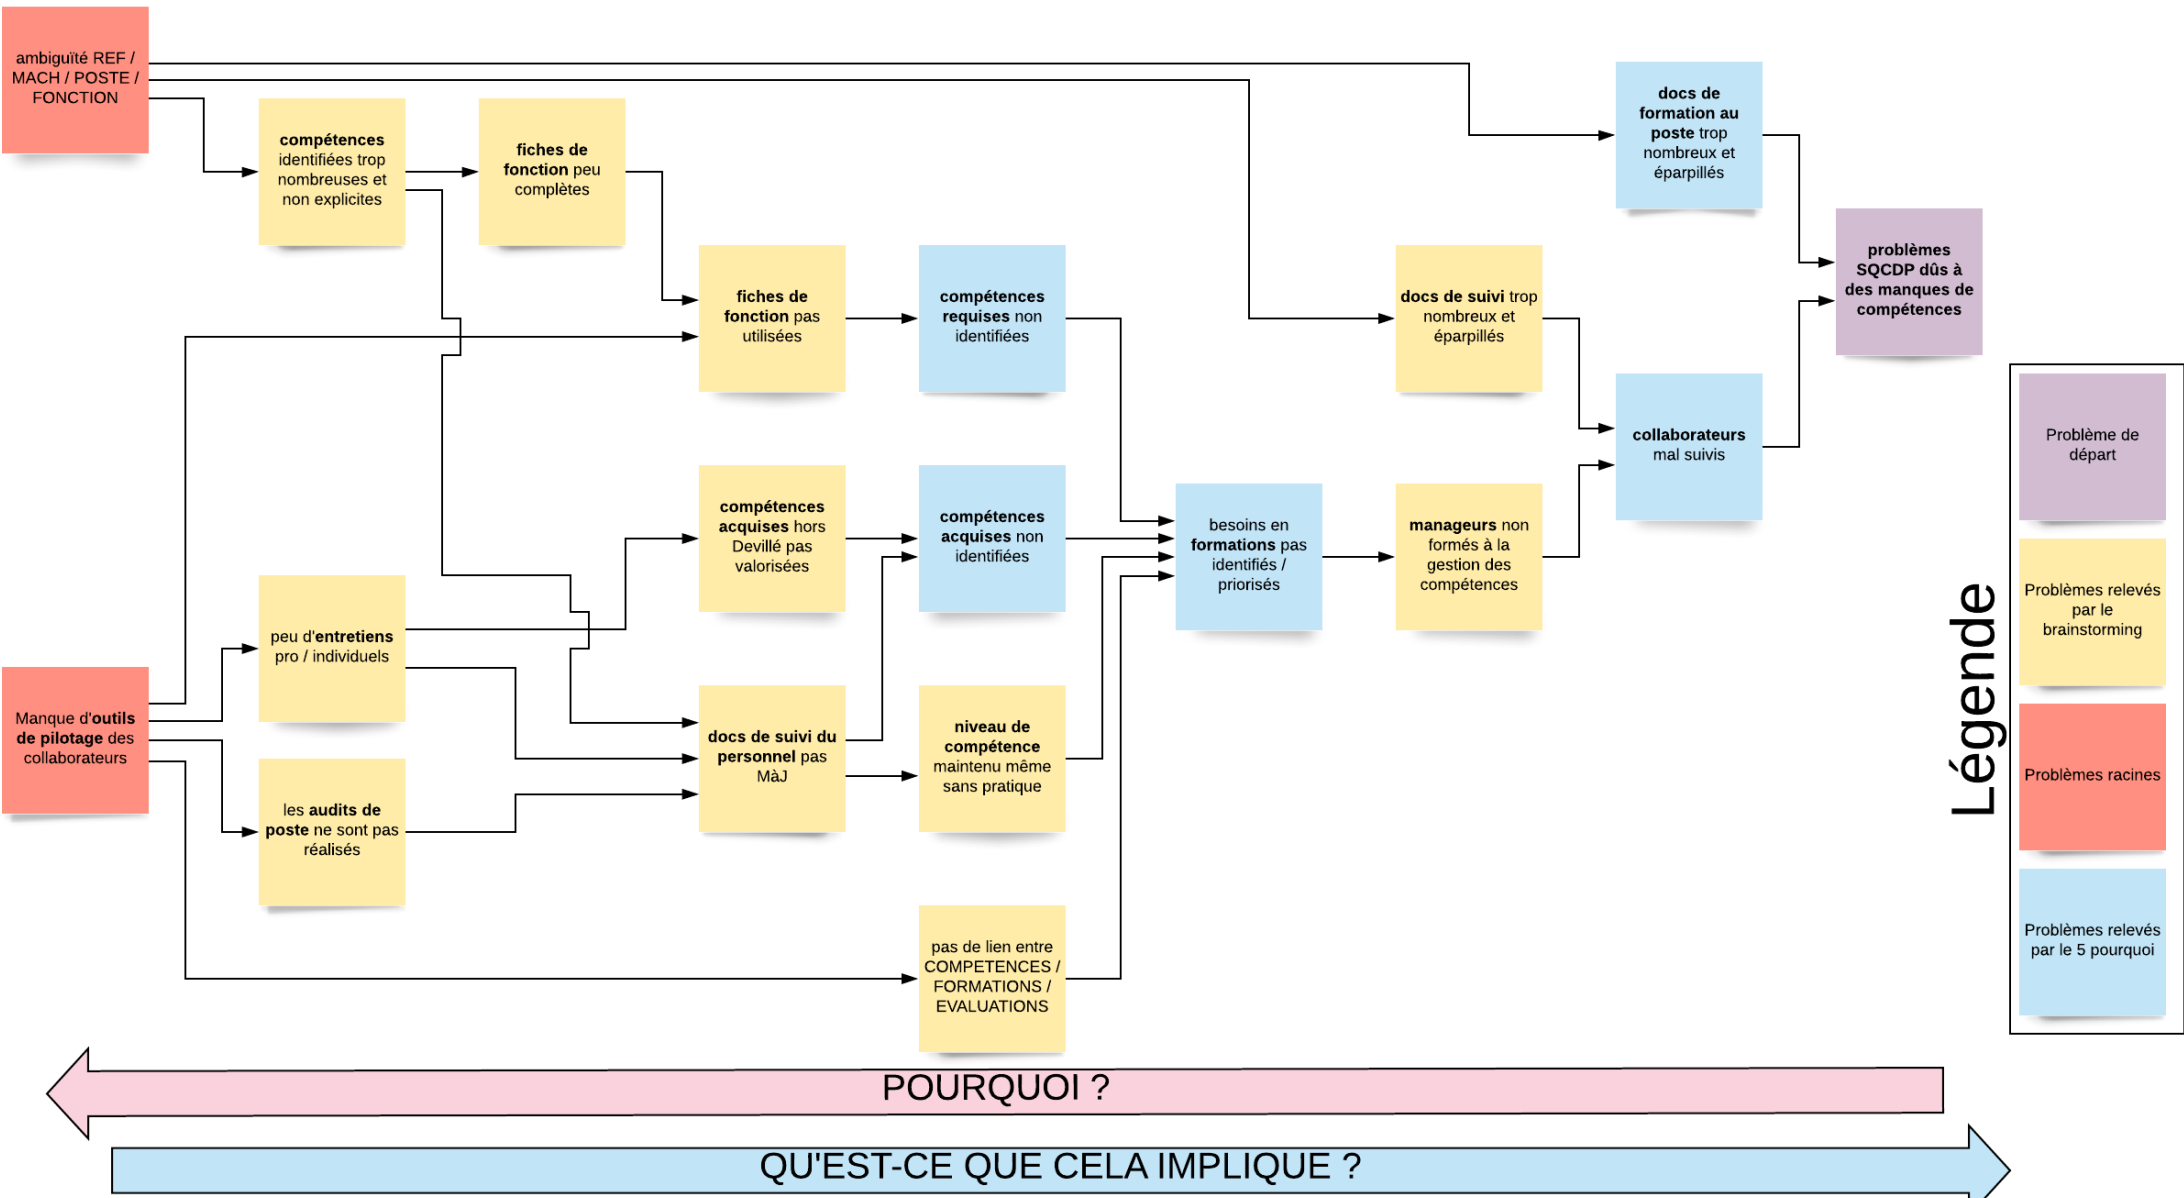 ambiguïté REF /
MACH / POSTE /
FONCTION
compétences
identifiées trop
nombreuses et
non explicites
fiches de
fonction peu
complètes
docs de
formation au
poste trop
nombreux et
éparpillés
fiches de
fonction pas
utilisées
compétences
requises non
identifiées
docs de suivi trop
nombreux et
éparpillés
problèmes
SQCDP dûs à
des manques de
compétences
compétences
acquises hors
Devillé pas
valorisées
compétences
acquises non
identifiées
besoins en
formations pas
identifiés /
priorisés
manageurs non
formés à la
gestion des
compétences
collaborateurs
mal suivis
peu d'entretiens
pro / individuels
Manque d'outils
de pilotage des
collaborateurs
les audits de
poste ne sont pas
réalisés
docs de suivi du
personnel pas
MàJ
niveau de
compétence
maintenu même
sans pratique
pas de lien entre
COMPETENCES /
FORMATIONS /
EVALUATIONS
Légende
Problème de
départ
Problèmes relevés
par le
brainstorming
Problèmes racines
Problèmes relevés
par le 5 pourquoi
POURQUOI ?
QU'EST-CE QUE CELA IMPLIQUE ?